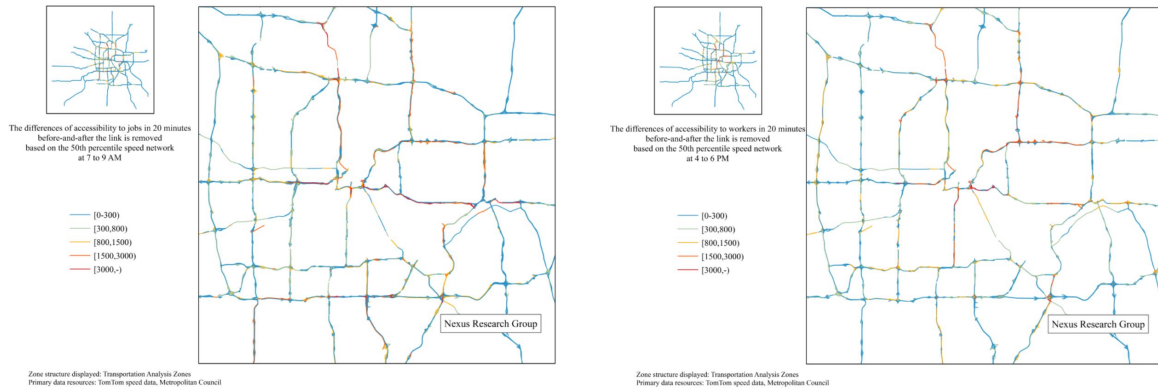 The differences of accessibility to jobs in 20 minutes
before-and-after the link is removed
based on the 50th percentile speed network
at 7 to 9 AM
[0-300)
[300,800)
[800,1500)
[1500,3000)
[3000,-)
Nexus Research Group
Zone structure displayed: Transportation Analysis Zones
Primary data resources: TomTom speed data, Metropolitan Council
The differences of accessibility to workers in 20 minutes
before-and-after the link is removed
based on the 50th percentile speed network
at 4 to 6 PM
[0-300)
[300,800)
[800,1500)
[1500,3000)
[3000,-)
Nexus Research Group
Zone structure displayed: Transportation Analysis Zones
Primary data resources: TomTom speed data, Metropolitan Council